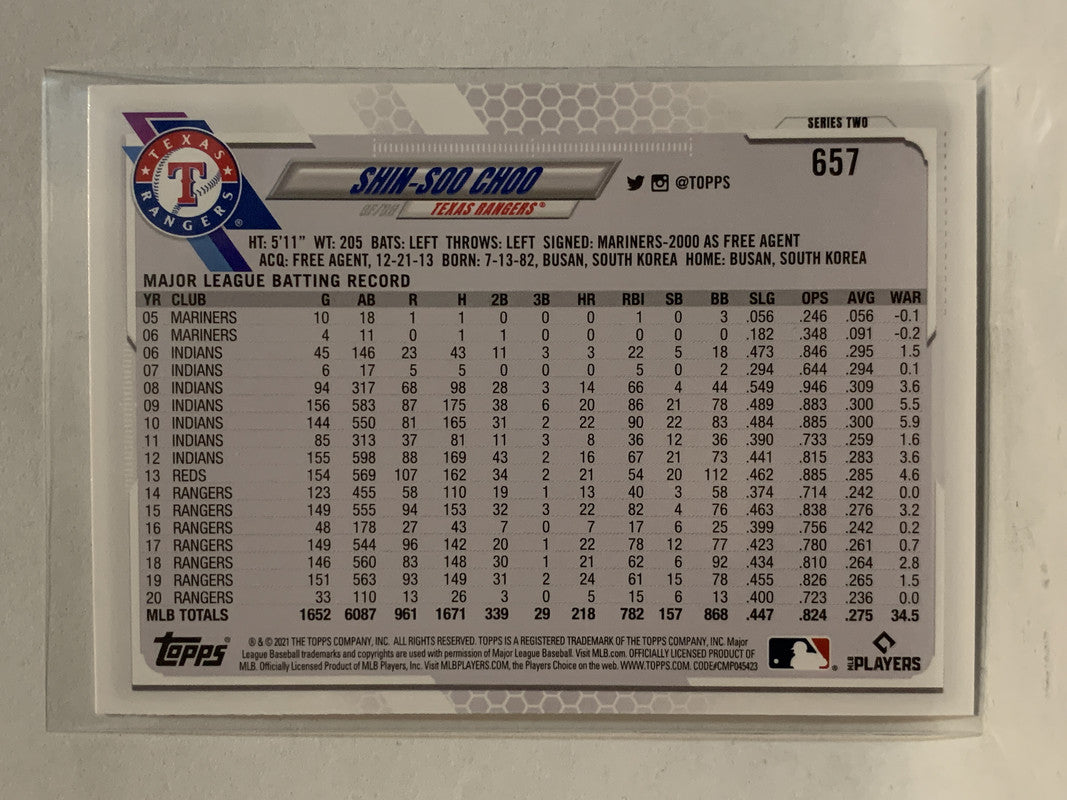 SERIES TWO
657
TEXAS RANGERS ®
T
SHIN-SOO CHOO
@TOPPS
TEXAS RANGERS®
HT: 5'11" WT: 205 BATS: LEFT THROWS: LEFT SIGNED: MARINERS-2000 AS FREE AGENT
ACQ: FREE AGENT, 12-21-13 BORN: 7-13-82, BUSAN, SOUTH KOREA HOME: BUSAN, SOUTH KOREA
MAJOR LEAGUE BATTING RECORD
YR CLUB G AB R H 2B 3B HR RBI SB BB SLG OPS AVG WAR
05 MARINERS 10 18 1 1 0 0 0 1 0 3 .056 .246 .056 -0.1
06 MARINERS 4 11 0 1 1 0 0 0 0 0 .182 .348 .091 -0.2
06 INDIANS 45 146 23 43 11 3 3 22 5 18 .473 .846 .295 1.5
07 INDIANS 6 17 5 5 0 0 0 5 0 2 .294 .644 .294 0.1
08 INDIANS 94 317 68 98 28 3 14 66 4 44 .549 .946 .309 3.6
09 INDIANS 156 583 87 175 38 6 20 86 21 78 .489 .883 .300 5.5
10 INDIANS 144 550 81 165 31 2 22 90 22 83 .484 .885 .300 5.9
11 INDIANS 85 313 37 81 11 3 8 36 12 36 .390 .733 .259 1.6
12 INDIANS 155 598 88 169 43 2 16 67 21 73 .441 .815 .283 3.6
13 REDS 154 569 107 162 34 2 21 54 20 112 .462 .885 .285 4.6
14 RANGERS 123 455 58 110 19 1 13 40 3 58 .374 .714 .242 0.0
15 RANGERS 149 555 94 153 32 3 22 82 4 76 .463 .838 .276 3.2
16 RANGERS 48 178 27 43 7 0 7 17 6 25 .399 .756 .242 0.2
17 RANGERS 149 544 96 142 20 1 22 78 12 77 .423 .780 .261 0.7
18 RANGERS 146 560 83 148 30 1 21 62 6 92 .434 .810 .264 2.8
19 RANGERS 151 563 93 149 31 2 24 61 15 78 .455 .826 .265 1.5
20 RANGERS 33 110 13 26 3 0 5 15 6 13 .400 .723 .236 0.0
MLB TOTALS 1652 6087 961 1671 339 29 218 782 157 868 .447 .824 .275 34.5
Topps®
® & © 2021 THE TOPPS COMPANY, INC. ALL RIGHTS RESERVED. TOPPS IS A REGISTERED TRADEMARK OF THE TOPPS COMPANY, INC. Major
League Baseball trademarks and copyrights are used with permission of Major League Baseball. Visit MLB.com. OFFICIALLY LICENSED PRODUCT OF
MLB. Officially Licensed Product of MLB Players, Inc. Visit MLBPLAYERS.com, the Players Choice on the web. WWW.TOPPS.COM. CODE#CMP045423
MLB PLAYERS